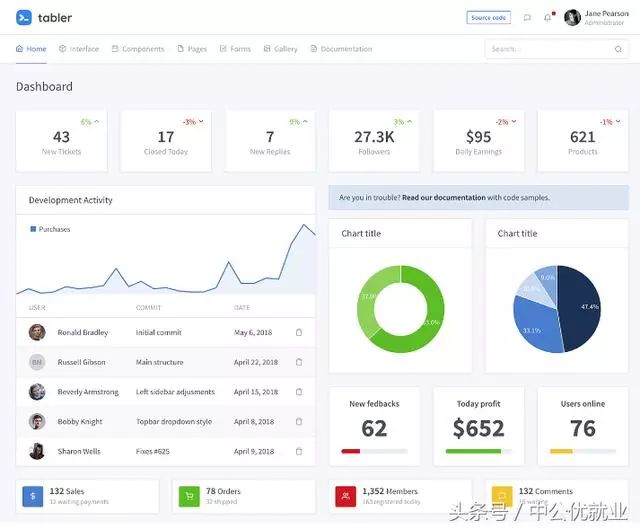 tabler
Source code
Jane Pearson
Administrator
Home Interface Components Pages Forms Gallery Documentation
Search...
Dashboard
6% -3% 9% 3% -2% -1%
43 17 7 27.3K $95 621
New Tickets Closed Today New Replies Followers Daily Earnings Products
Development Activity
Purchases
USER COMMIT DATE
Ronald Bradley Initial commit May 6, 2018
BM Russell Gibson Main structure April 22, 2018
Beverly Armstrong Left sidebar adjusments April 15, 2018
Bobby Knight Topbar dropdown style April 8, 2018
Sharon Wells Fixes #625 April 9, 2018
Are you in trouble? Read our documentation with code samples.
Chart title
37.0%
63.0%
Chart title
9.0%
47.4%
33.1%
New fedbacks Today profit Users online
62 $652 76
132 Sales
12 waiting payments
78 Orders
32 shipped
1,352 Members
163 registered today
132 Comments
16 waiting
头条号 / 中公优就业